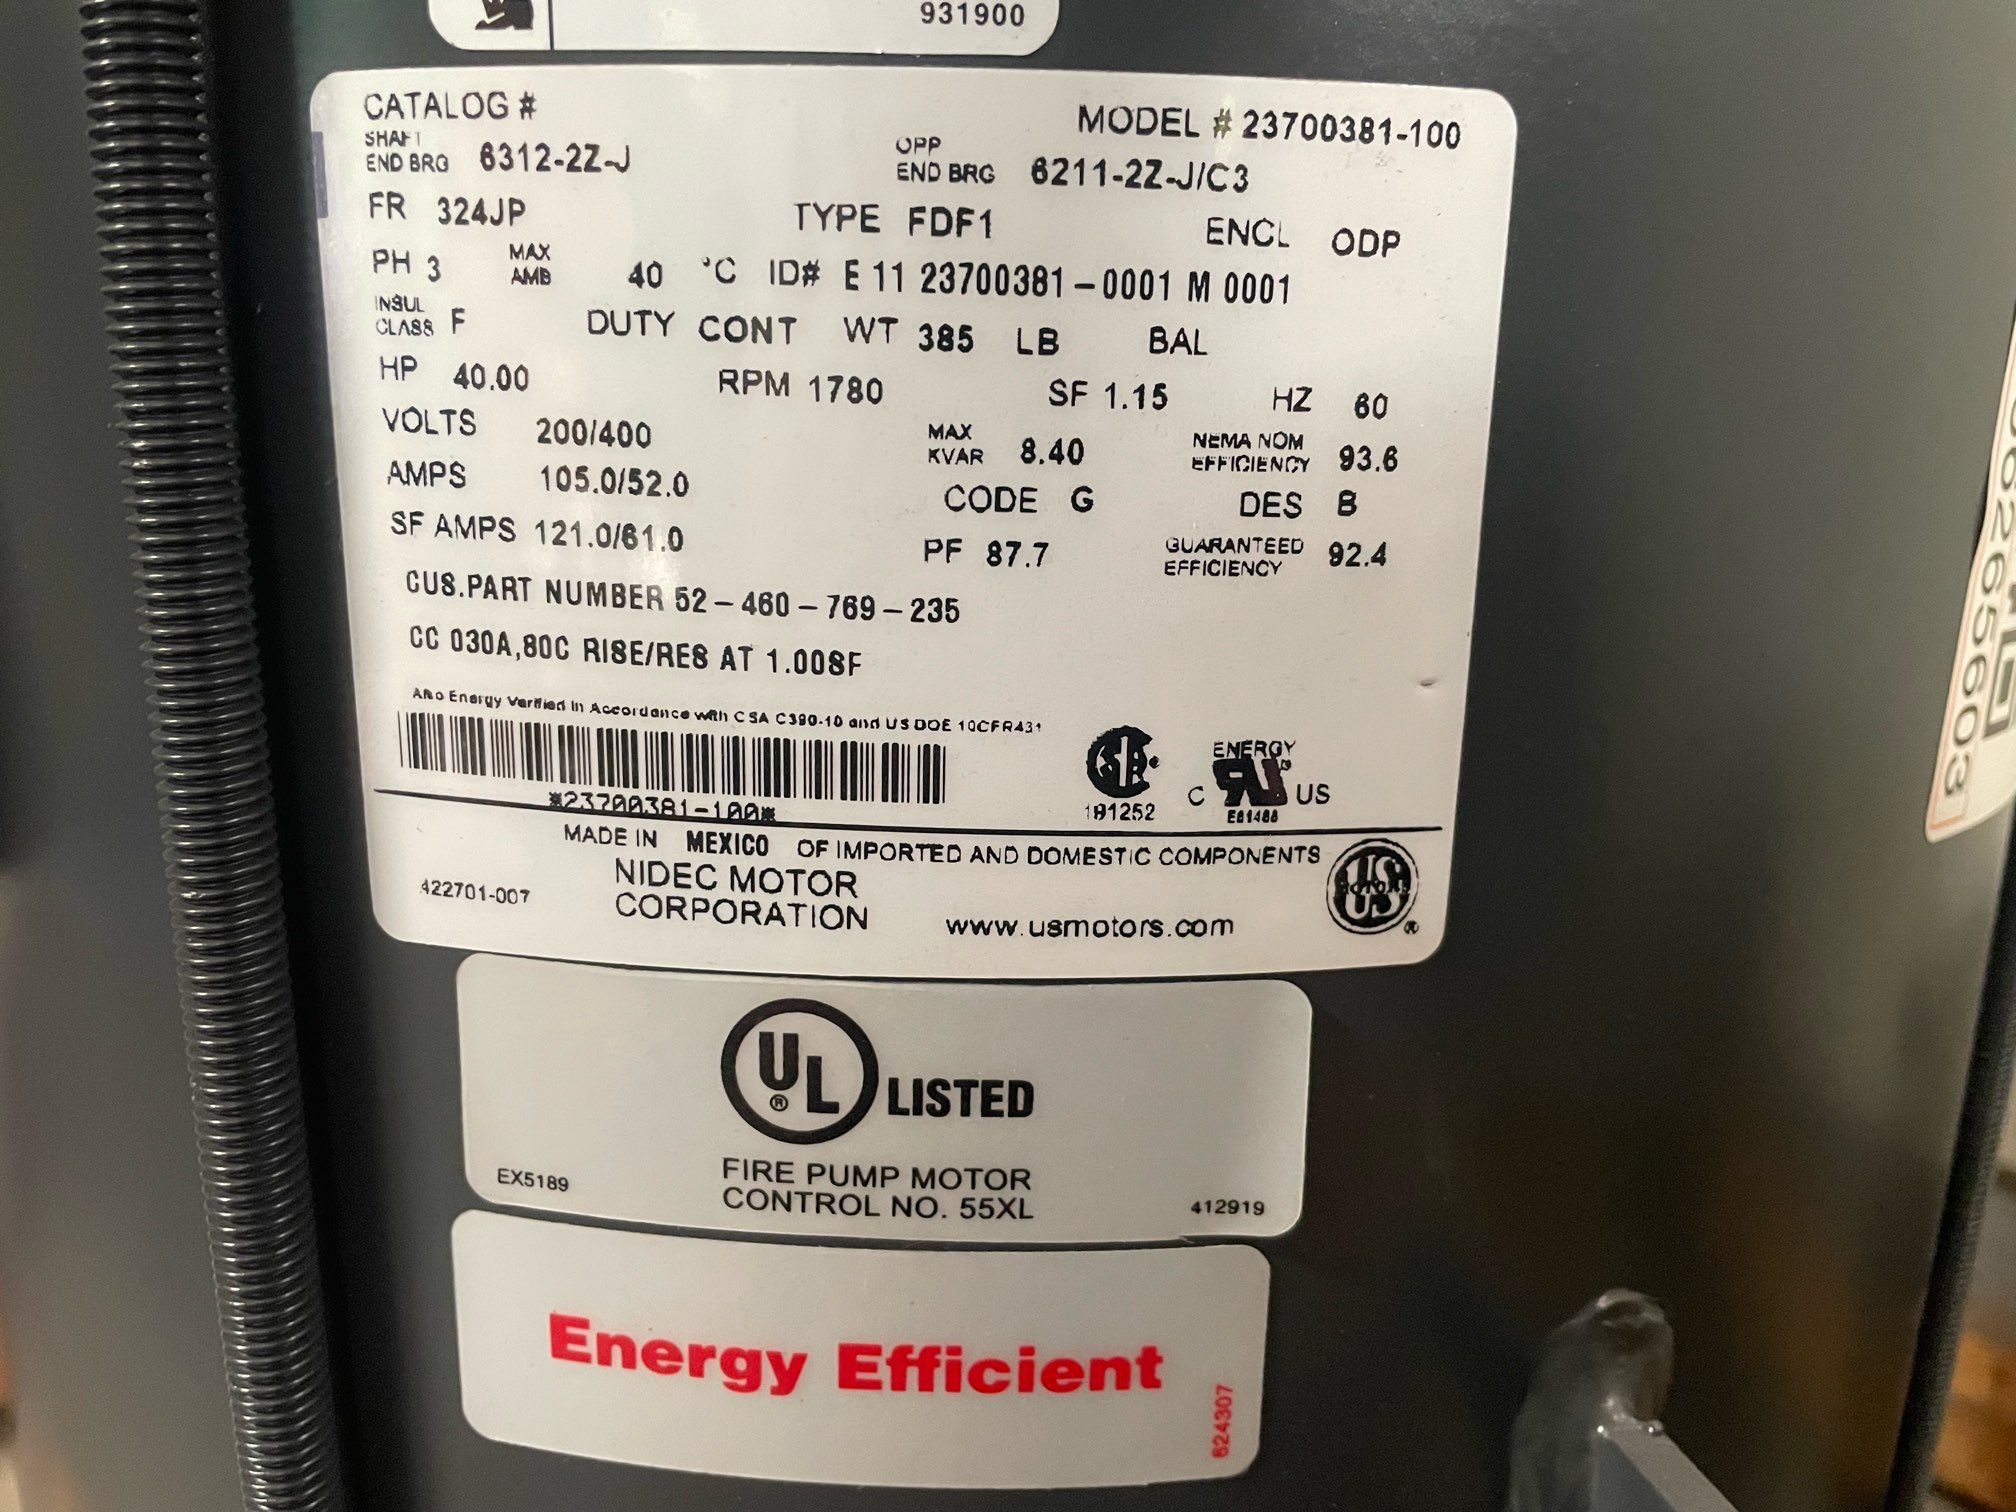 931900
CATALOG # MODEL # 23700381-100
SHAFT END BRG 6312-2Z-J OPP END BRG 6211-2Z-J/C3
FR 324JP TYPE FDF1 ENCL ODP
PH 3 MAX AMB 40 °C ID# E 11 23700381-0001 M 0001
INSUL CLASS F DUTY CONT WT 385 LB BAL
HP 40.00 RPM 1780 SF 1.15 HZ 60
VOLTS 200/400 MAX KVAR 8.40 NEMA NOM EFFICIENCY 93.6
AMPS 105.0/52.0 CODE G DES B
SF AMPS 121.0/61.0 PF 87.7 GUARANTEED EFFICIENCY 92.4
CUS.PART NUMBER 52-460-769-235
CC 030A,80C RISE/RES AT 1.00SF
Also Energy Verified In Accordance with CSA C390-10 and US DOE 10CFR431
*23700381-100*
191252
ENERGY
C RU® US
E61488
MADE IN MEXICO OF IMPORTED AND DOMESTIC COMPONENTS
NIDEC MOTOR
CORPORATION
422701-007
www.usmotors.com
US MOTORS US ®
UL® LISTED
FIRE PUMP MOTOR
CONTROL NO. 55XL
EX5189
412919
Energy Efficient
624307